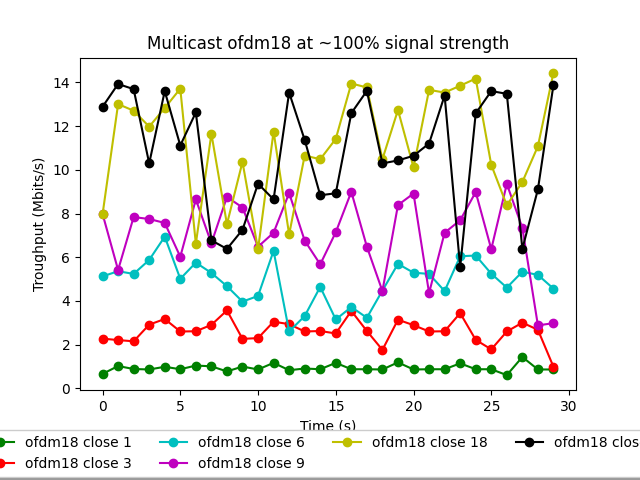 Multicast ofdm18 at ~100% signal strength
14
12
10
8
6
4
2
0
Troughput (Mbits/s)
0 5 10 15 20 25 30
Time (s)
ofdm18 close 1 ofdm18 close 6 ofdm18 close 18 ofdm18 clos
ofdm18 close 3 ofdm18 close 9